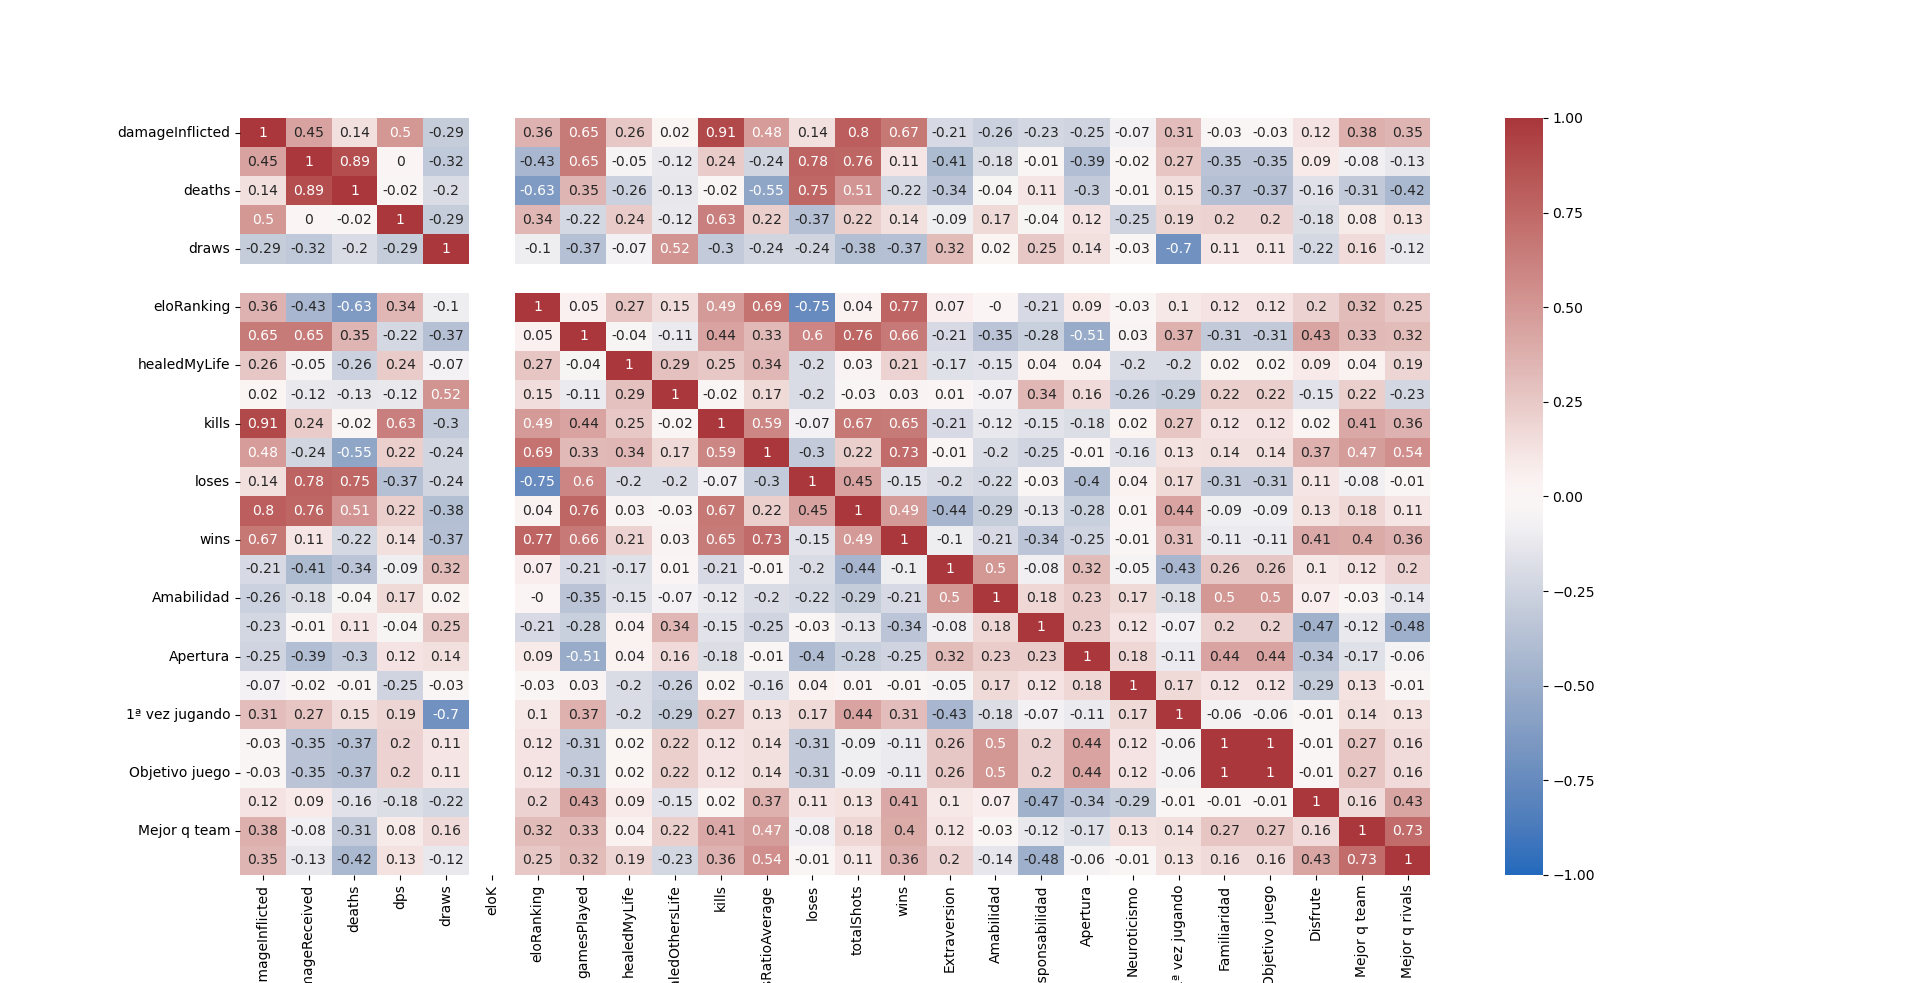 damageInflicted 1 0.45 0.14 0.5 -0.29 0.36 0.65 0.26 0.02 0.91 0.48 0.14 0.8 0.67 -0.21 -0.26 -0.23 -0.25 -0.07 0.31 -0.03 -0.03 0.12 0.38 0.35
0.45 1 0.89 0 -0.32 -0.43 0.65 -0.05 -0.12 0.24 -0.24 0.78 0.76 0.11 -0.41 -0.18 -0.01 -0.39 -0.02 0.27 -0.35 -0.35 0.09 -0.08 -0.13
deaths 0.14 0.89 1 -0.02 -0.2 -0.63 0.35 -0.26 -0.13 -0.02 -0.55 0.75 0.51 -0.22 -0.34 -0.04 0.11 -0.3 -0.01 0.15 -0.37 -0.37 -0.16 -0.31 -0.42
0.5 0 -0.02 1 -0.29 0.34 -0.22 0.24 -0.12 0.63 0.22 -0.37 0.22 0.14 -0.09 0.17 -0.04 0.12 -0.25 0.19 0.2 0.2 -0.18 0.08 0.13
draws -0.29 -0.32 -0.2 -0.29 1 -0.1 -0.37 -0.07 0.52 -0.3 -0.24 -0.24 -0.38 -0.37 0.32 0.02 0.25 0.14 -0.03 -0.7 0.11 0.11 -0.22 0.16 -0.12
eloRanking 0.36 -0.43 -0.63 0.34 -0.1 1 0.05 0.27 0.15 0.49 0.69 -0.75 0.04 0.77 0.07 -0 -0.21 0.09 -0.03 0.1 0.12 0.12 0.2 0.32 0.25
0.65 0.65 0.35 -0.22 -0.37 0.05 1 -0.04 -0.11 0.44 0.33 0.6 0.76 0.66 -0.21 -0.35 -0.28 -0.51 0.03 0.37 -0.31 -0.31 0.43 0.33 0.32
healedMyLife 0.26 -0.05 -0.26 0.24 -0.07 0.27 -0.04 1 0.29 0.25 0.34 -0.2 0.03 0.21 -0.17 -0.15 0.04 0.04 -0.2 -0.2 0.02 0.02 0.09 0.04 0.19
0.02 -0.12 -0.13 -0.12 0.52 0.15 -0.11 0.29 1 -0.02 0.17 -0.2 -0.03 0.03 0.01 -0.07 0.34 0.16 -0.26 -0.29 0.22 0.22 -0.15 0.22 -0.23
kills 0.91 0.24 -0.02 0.63 -0.3 0.49 0.44 0.25 -0.02 1 0.59 -0.07 0.67 0.65 -0.21 -0.12 -0.15 -0.18 0.02 0.27 0.12 0.12 0.02 0.41 0.36
0.48 -0.24 -0.55 0.22 -0.24 0.69 0.33 0.34 0.17 0.59 1 -0.3 0.22 0.73 -0.01 -0.2 -0.25 -0.01 -0.16 0.13 0.14 0.14 0.37 0.47 0.54
loses 0.14 0.78 0.75 -0.37 -0.24 -0.75 0.6 -0.2 -0.2 -0.07 -0.3 1 0.45 -0.15 -0.2 -0.22 -0.03 -0.4 0.04 0.17 -0.31 -0.31 0.11 -0.08 -0.01
0.8 0.76 0.51 0.22 -0.38 0.04 0.76 0.03 -0.03 0.67 0.22 0.45 1 0.49 -0.44 -0.29 -0.13 -0.28 0.01 0.44 -0.09 -0.09 0.13 0.18 0.11
wins 0.67 0.11 -0.22 0.14 -0.37 0.77 0.66 0.21 0.03 0.65 0.73 -0.15 0.49 1 -0.1 -0.21 -0.34 -0.25 -0.01 0.31 -0.11 -0.11 0.41 0.4 0.36
-0.21 -0.41 -0.34 -0.09 0.32 0.07 -0.21 -0.17 0.01 -0.21 -0.01 -0.2 -0.44 -0.1 1 0.5 -0.08 0.32 -0.05 -0.43 0.26 0.26 0.1 0.12 0.2
Amabilidad -0.26 -0.18 -0.04 0.17 0.02 -0 -0.35 -0.15 -0.07 -0.12 -0.2 -0.22 -0.29 -0.21 0.5 1 0.18 0.23 0.17 -0.18 0.5 0.5 0.07 -0.03 -0.14
-0.23 -0.01 0.11 -0.04 0.25 -0.21 -0.28 0.04 0.34 -0.15 -0.25 -0.03 -0.13 -0.34 -0.08 0.18 1 0.23 0.12 -0.07 0.2 0.2 -0.47 -0.12 -0.48
Apertura -0.25 -0.39 -0.3 0.12 0.14 0.09 -0.51 0.04 0.16 -0.18 -0.01 -0.4 -0.28 -0.25 0.32 0.23 0.23 1 0.18 -0.11 0.44 0.44 -0.34 -0.17 -0.06
-0.07 -0.02 -0.01 -0.25 -0.03 -0.03 0.03 -0.2 -0.26 0.02 -0.16 0.04 0.01 -0.01 -0.05 0.17 0.12 0.18 1 0.17 0.12 0.12 -0.29 0.13 -0.01
1ª vez jugando 0.31 0.27 0.15 0.19 -0.7 0.1 0.37 -0.2 -0.29 0.27 0.13 0.17 0.44 0.31 -0.43 -0.18 -0.07 -0.11 0.17 1 -0.06 -0.06 -0.01 0.14 0.13
-0.03 -0.35 -0.37 0.2 0.11 0.12 -0.31 0.02 0.22 0.12 0.14 -0.31 -0.09 -0.11 0.26 0.5 0.2 0.44 0.12 -0.06 1 1 -0.01 0.27 0.16
Objetivo juego -0.03 -0.35 -0.37 0.2 0.11 0.12 -0.31 0.02 0.22 0.12 0.14 -0.31 -0.09 -0.11 0.26 0.5 0.2 0.44 0.12 -0.06 1 1 -0.01 0.27 0.16
0.12 0.09 -0.16 -0.18 -0.22 0.2 0.43 0.09 -0.15 0.02 0.37 0.11 0.13 0.41 0.1 0.07 -0.47 -0.34 -0.29 -0.01 -0.01 -0.01 1 0.16 0.43
Mejor q team 0.38 -0.08 -0.31 0.08 0.16 0.32 0.33 0.04 0.22 0.41 0.47 -0.08 0.18 0.4 0.12 -0.03 -0.12 -0.17 0.13 0.14 0.27 0.27 0.16 1 0.73
0.35 -0.13 -0.42 0.13 -0.12 0.25 0.32 0.19 -0.23 0.36 0.54 -0.01 0.11 0.36 0.2 -0.14 -0.48 -0.06 -0.01 0.13 0.16 0.16 0.43 0.73 1
mageInflicted
mageReceived
deaths
dps
draws
eloK
eloRanking
gamesPlayed
healedMyLife
aledOthersLife
kills
sRatioAverage
loses
totalShots
wins
Extraversion
Amabilidad
sponsabilidad
Apertura
Neuroticismo
ª vez jugando
Familiaridad
Objetivo juego
Disfrute
Mejor q team
Mejor q rivals
1.00
0.75
0.50
0.25
0.00
−0.25
−0.50
−0.75
−1.00